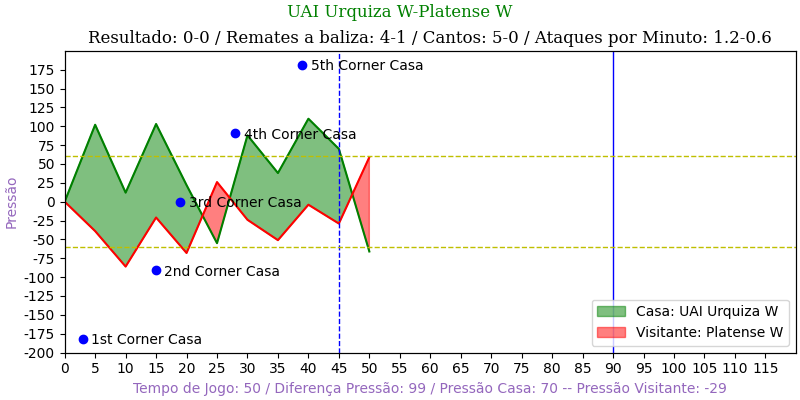 UAI Urquiza W-Platense W
Resultado: 0-0 / Remates a baliza: 4-1 / Cantos: 5-0 / Ataques por Minuto: 1.2-0.6
Pressão
175
150
125
100
75
50
25
0
-25
-50
-75
-100
-125
-150
-175
-200
5th Corner Casa
4th Corner Casa
3rd Corner Casa
2nd Corner Casa
1st Corner Casa
Casa: UAI Urquiza W
Visitante: Platense W
0 5 10 15 20 25 30 35 40 45 50 55 60 65 70 75 80 85 90 95 100 105 110 115
Tempo de Jogo: 50 / Diferença Pressão: 99 / Pressão Casa: 70 -- Pressão Visitante: -29